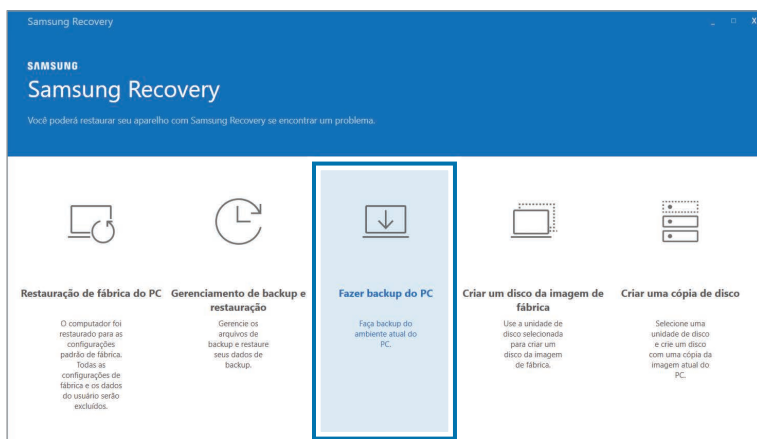 Samsung Recovery
SAMSUNG
Samsung Recovery
Você poderá restaurar seu aparelho com Samsung Recovery se encontrar um problema.
Restauração de fábrica do PC
O computador foi
restaurado para as
configurações
padrão de fábrica.
Todas as
configurações de
fábrica e os dados
do usuário serão
excluídos.
Gerenciamento de backup e
restauração
Gerencie os
arquivos de
backup e restaure
seus dados de
backup.
Fazer backup do PC
Faça backup do
ambiente atual do
PC.
Criar um disco da imagem de
fábrica
Use a unidade de
disco selecionada
para criar um
disco da imagem
de fábrica.
Criar uma cópia de disco
Selecione uma
unidade de disco
e crie um disco
com uma cópia da
imagem atual do
PC.